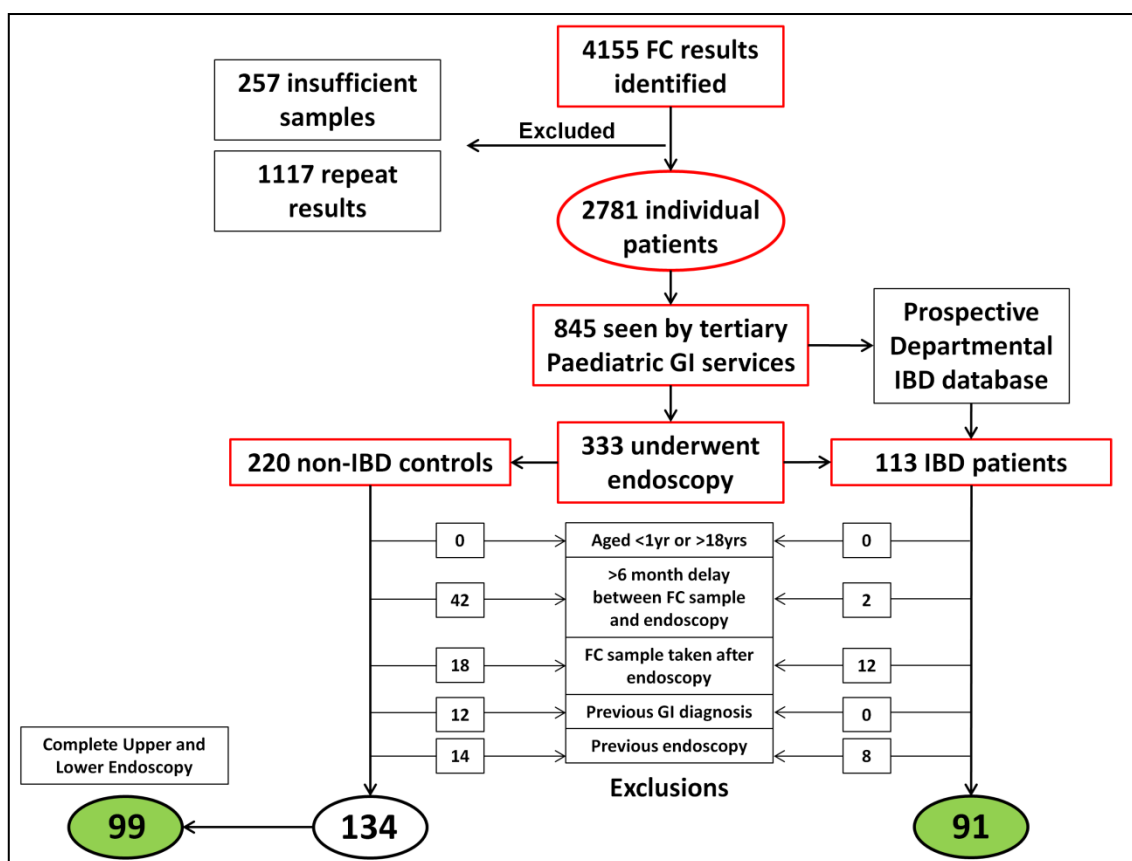 4155 FC results
identified
257 insufficient
samples
Excluded
1117 repeat
results
2781 individual
patients
845 seen by tertiary
Paediatric GI services
Prospective
Departmental
IBD database
333 underwent
endoscopy
220 non-IBD controls
113 IBD patients
0
Aged <1yr or >18yrs
0
42
>6 month delay
between FC sample
and endoscopy
2
18
FC sample taken after
endoscopy
12
12
Previous GI diagnosis
0
14
Previous endoscopy
8
Exclusions
Complete Upper and
Lower Endoscopy
99
134
91